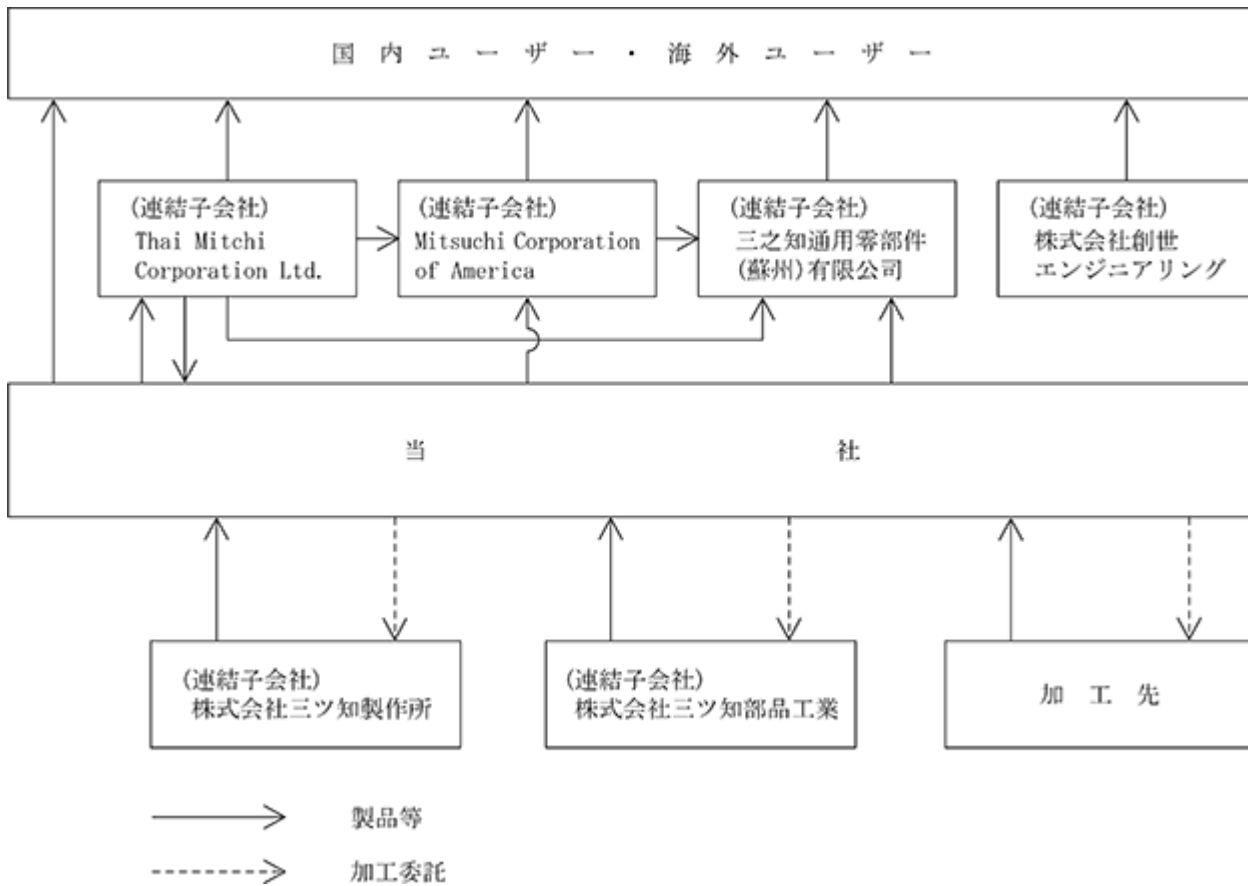 国内ユーザー・海外ユーザー
(連結子会社)
Thai Mitchi
Corporation Ltd.
(連結子会社)
Mitsuchi Corporation
of America
(連結子会社)
三之知通用零部件
(蘇州)有限公司
(連結子会社)
株式会社創世
エンジニアリング
当社
(連結子会社)
株式会社三ツ知製作所
(連結子会社)
株式会社三ツ知部品工業
加工先
製品等
加工委託